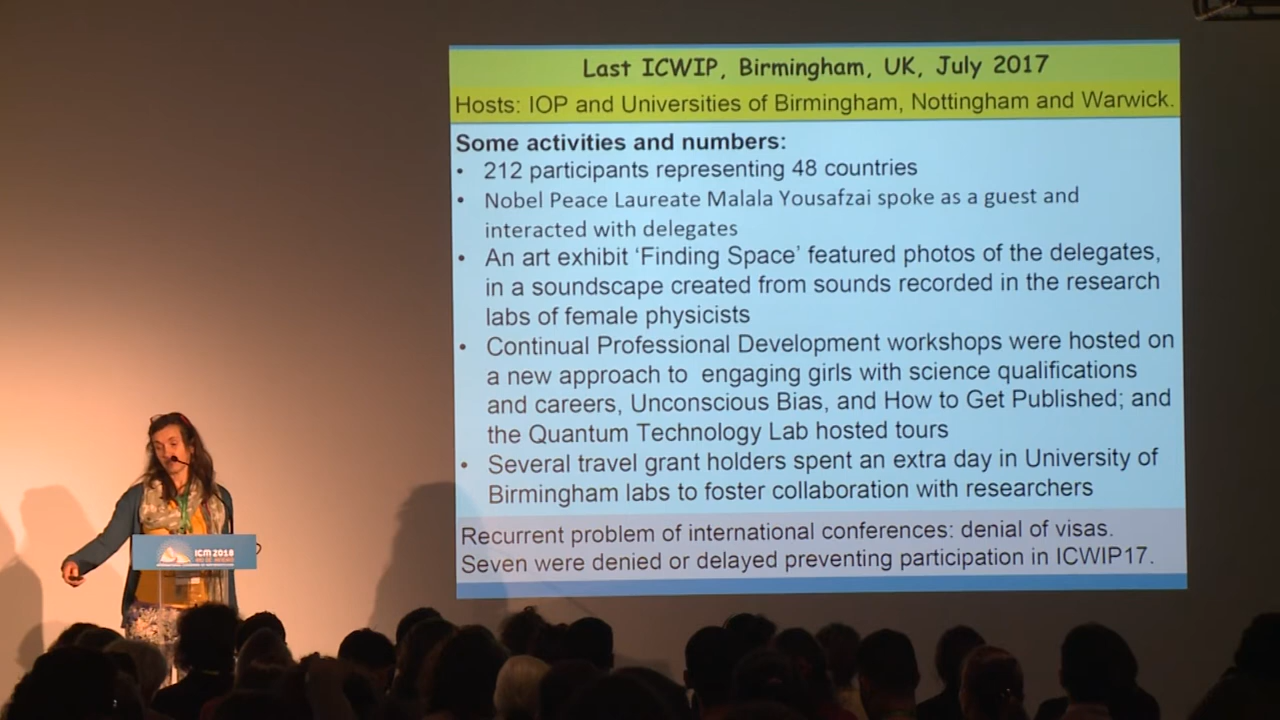 Last ICWIP, Birmingham, UK, July 2017
Hosts: IOP and Universities of Birmingham, Nottingham and Warwick.
Some activities and numbers:
• 212 participants representing 48 countries
• Nobel Peace Laureate Malala Yousafzai spoke as a guest and
interacted with delegates
• An art exhibit ‘Finding Space’ featured photos of the delegates,
in a soundscape created from sounds recorded in the research
labs of female physicists
• Continual Professional Development workshops were hosted on
a new approach to engaging girls with science qualifications
and careers, Unconscious Bias, and How to Get Published; and
the Quantum Technology Lab hosted tours
• Several travel grant holders spent an extra day in University of
Birmingham labs to foster collaboration with researchers
Recurrent problem of international conferences: denial of visas.
Seven were denied or delayed preventing participation in ICWIP17.
ICM 2018